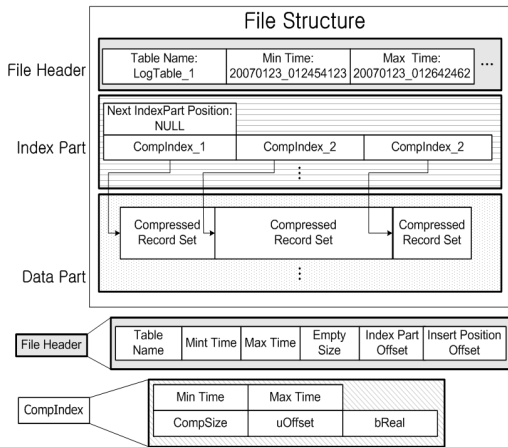 File Structure
File Header
Table Name: Min Time: Max Time:
LogTable_1 20070123_012454123 20070123_012642462 ...
Next IndexPart Position:
NULL
Index Part
CompIndex_1 CompIndex_2 CompIndex_2
Compressed Compressed Compressed
Record Set Record Set Record Set
Data Part
File Header
Table Mint Time Max Time Empty Index Part Insert Position
Name Size Offset Offset
Min Time Max Time
CompIndex
CompSize uOffset bReal